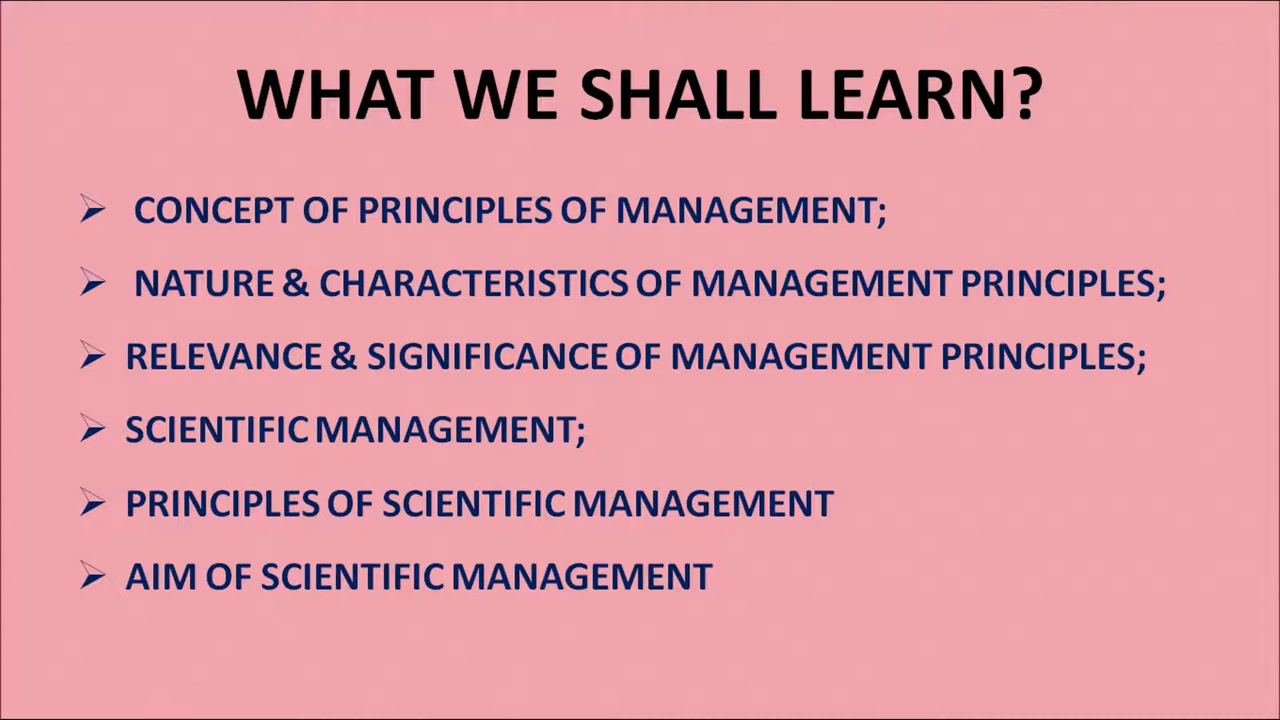 WHAT WE SHALL LEARN?
➢ CONCEPT OF PRINCIPLES OF MANAGEMENT;
➢ NATURE & CHARACTERISTICS OF MANAGEMENT PRINCIPLES;
➢ RELEVANCE & SIGNIFICANCE OF MANAGEMENT PRINCIPLES;
➢ SCIENTIFIC MANAGEMENT;
➢ PRINCIPLES OF SCIENTIFIC MANAGEMENT
➢ AIM OF SCIENTIFIC MANAGEMENT